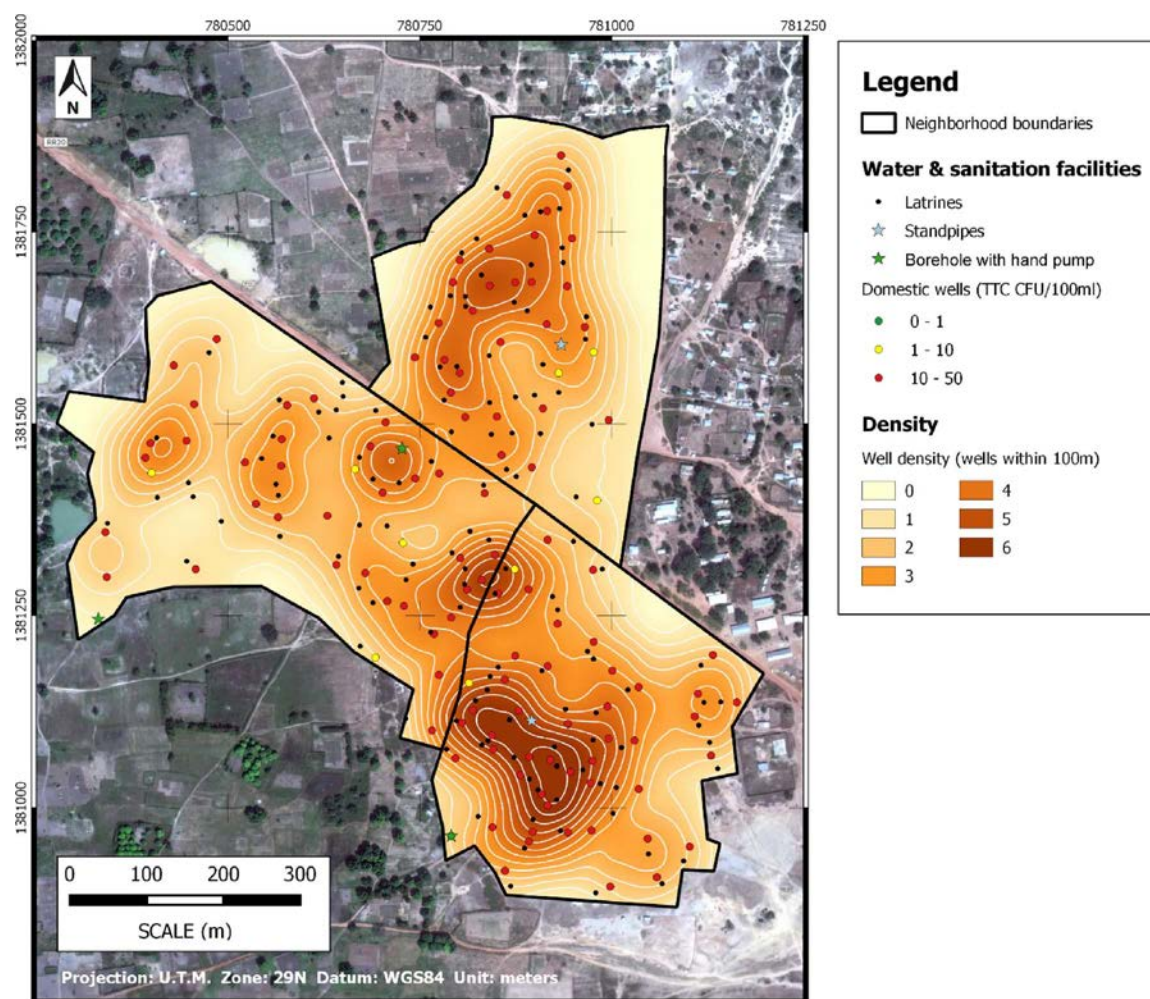 780500 780750 781000 781250
1382000
1381750
1381500
1381250
1381000
N
RR20
0 100 200 300
SCALE (m)
Projection: U.T.M. Zone: 29N Datum: WGS84 Unit: meters
Legend
Neighborhood boundaries
Water & sanitation facilities
Latrines
Standpipes
Borehole with hand pump
Domestic wells (TTC CFU/100ml)
0 - 1
1 - 10
10 - 50
Density
Well density (wells within 100m)
0 4
1 5
2 6
3